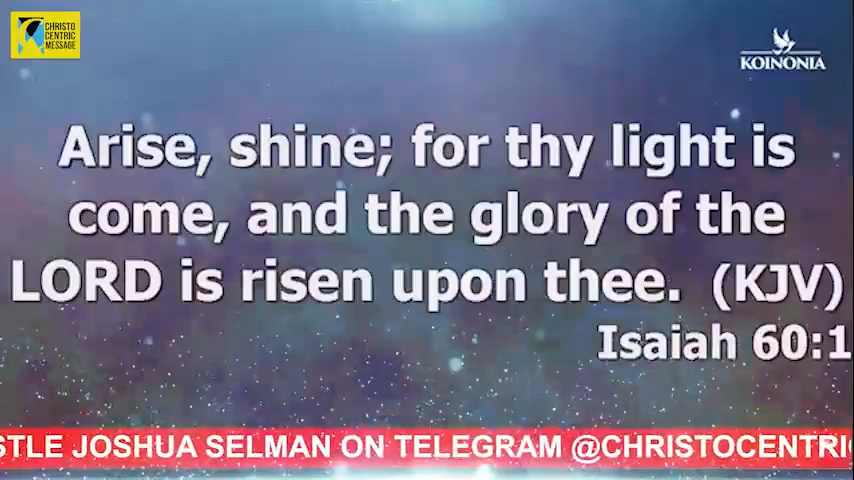 CHRISTO
CENTRIC
MESSAGE
KOINONIA
Arise, shine; for thy light is
come, and the glory of the
LORD is risen upon thee. (KJV)
Isaiah 60:1
STLE JOSHUA SELMAN ON TELEGRAM @CHRISTOCENTRI